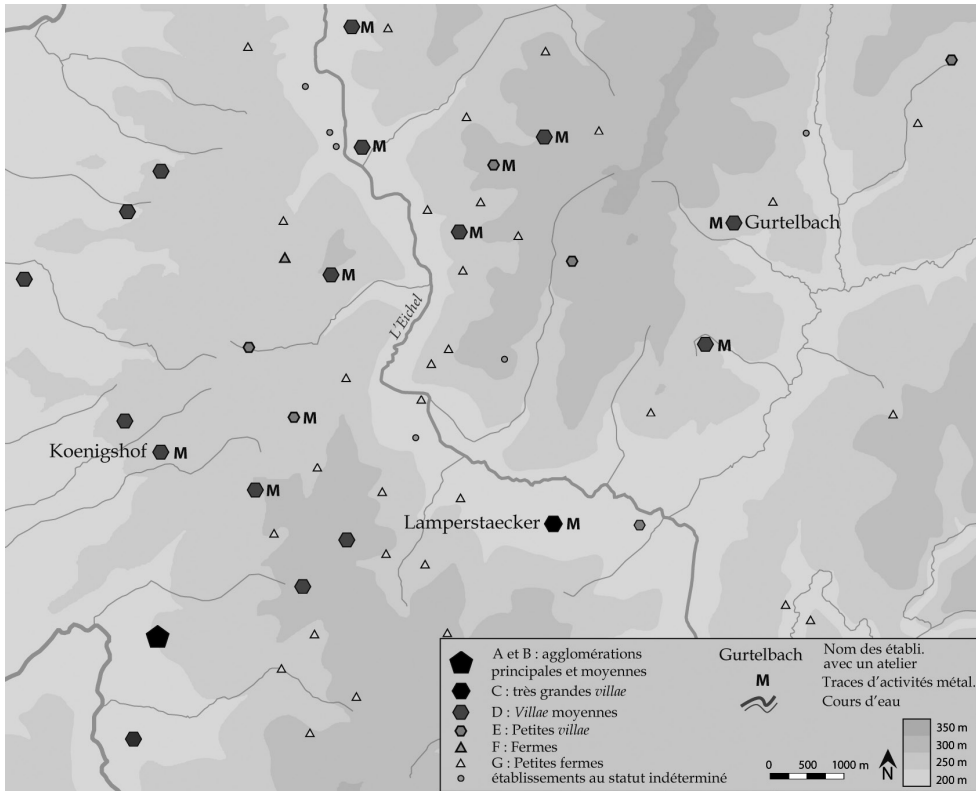 M
M
M
M
M
Gurtelbach
M
M
L'Eichel
M
M
Koenigshof
M
M
Lamperstaecker
M
A et B : agglomérations
principales et moyennes
C : très grandes villae
D : Villae moyennes
E : Petites villae
F : Fermes
G : Petites fermes
établissements au statut indéterminé
Gurtelbach
Nom des établi.
avec un atelier
M
Traces d'activités métal.
Cours d'eau
0 500 1000 m
N
350 m
300 m
250 m
200 m